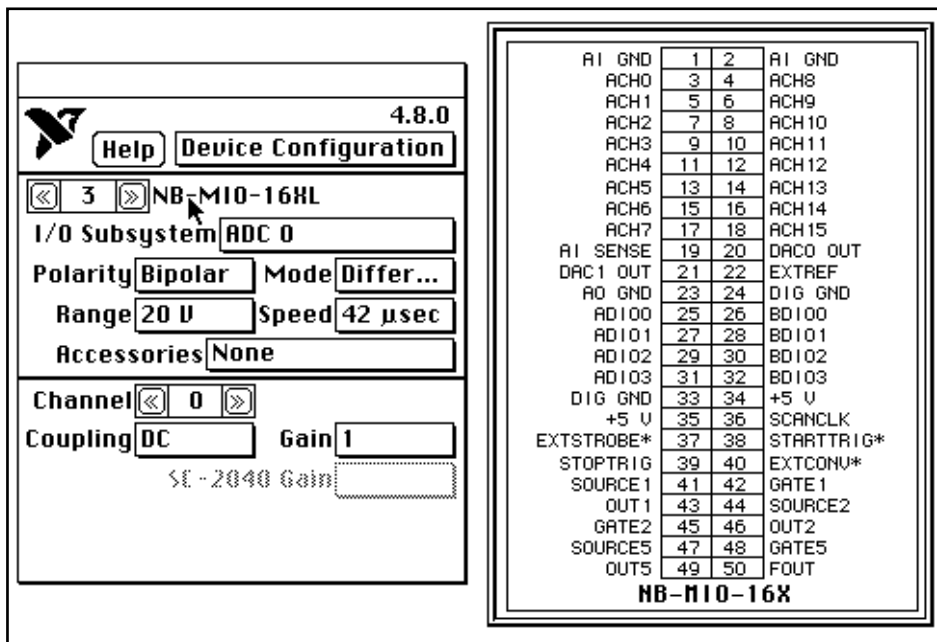 4.8.0
Help Device Configuration
« 3 » NB-MIO-16XL
I/O Subsystem ADC 0
Polarity Bipolar Mode Differ...
Range 20 V Speed 42 µsec
Accessories None
Channel « 0 »
Coupling DC Gain 1
SC-2040 Gain
AI GND 1 2 AI GND
ACH0 3 4 ACH8
ACH1 5 6 ACH9
ACH2 7 8 ACH10
ACH3 9 10 ACH11
ACH4 11 12 ACH12
ACH5 13 14 ACH13
ACH6 15 16 ACH14
ACH7 17 18 ACH15
AI SENSE 19 20 DAC0 OUT
DAC1 OUT 21 22 EXTREF
AO GND 23 24 DIG GND
ADIO0 25 26 BDIO0
ADIO1 27 28 BDIO1
ADIO2 29 30 BDIO2
ADIO3 31 32 BDIO3
DIG GND 33 34 +5 V
+5 V 35 36 SCANCLK
EXTSTROBE* 37 38 STARTTRIG*
STOPTRIG 39 40 EXTCONV*
SOURCE1 41 42 GATE1
OUT1 43 44 SOURCE2
GATE2 45 46 OUT2
SOURCE5 47 48 GATE5
OUT5 49 50 FOUT
NB-MIO-16X